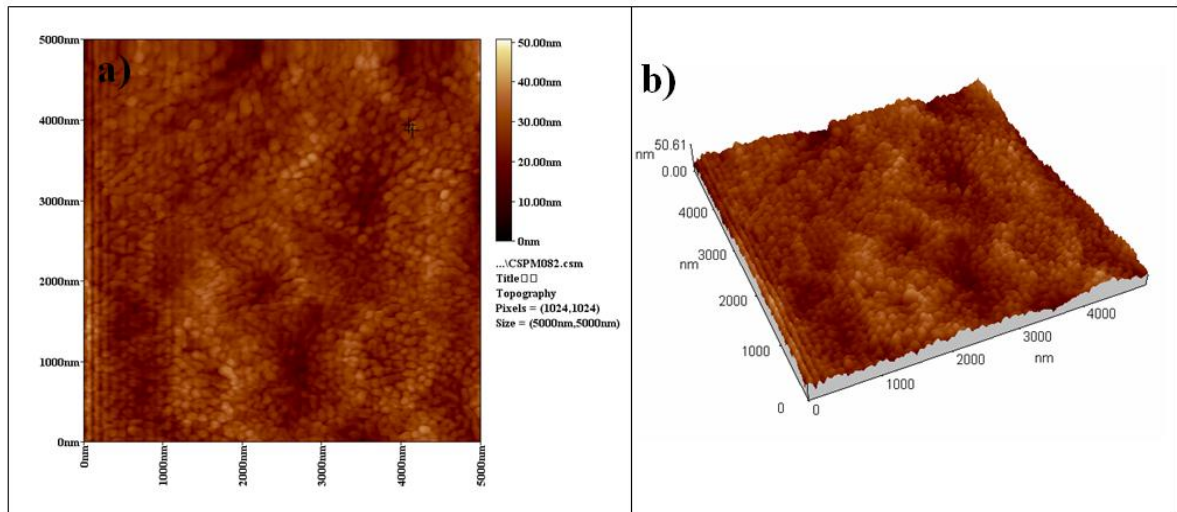 a)
5000nm
4000nm
3000nm
2000nm
1000nm
0nm
0nm
1000nm
2000nm
3000nm
4000nm
5000nm
50.00nm
40.00nm
30.00nm
20.00nm
10.00nm
0nm
...\CSPM082.csm
Title□□
Topography
Pixels = (1024,1024)
Size = (5000nm,5000nm)
b)
50.61
nm
0.00
4000
3000
nm
2000
1000
0
0
1000
2000
nm
3000
4000